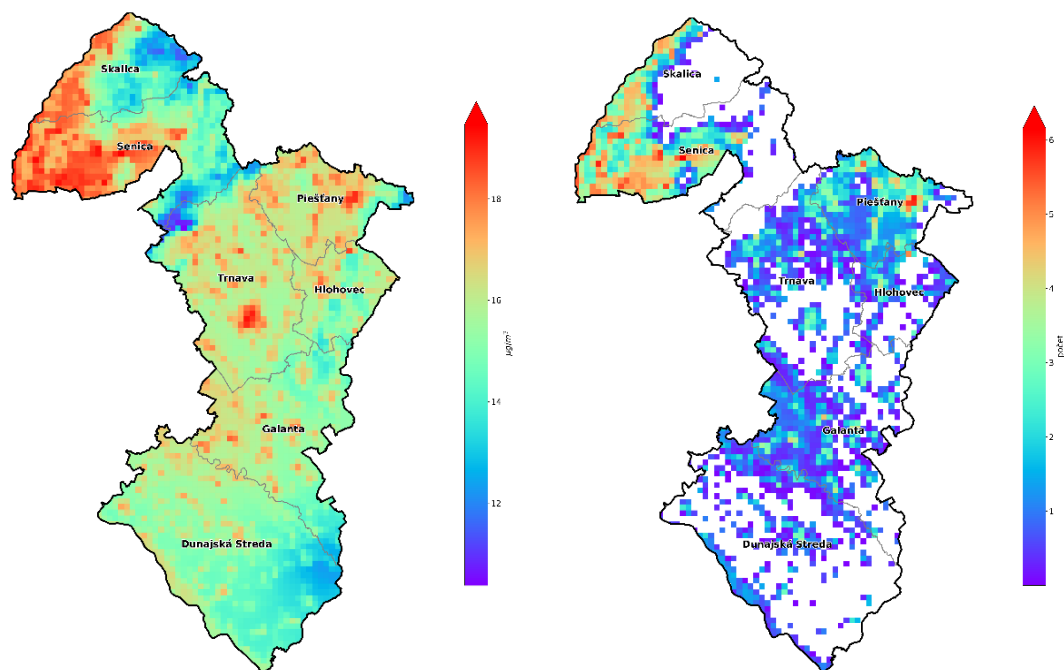 Skalica
Senica
Piešťany
Trnava
Hlohovec
Galanta
Dunajská Streda
18
16
14
12
µg/m³
Skalica
Senica
Piešťany
Trnava
Hlohovec
Galanta
Dunajská Streda
6
5
4
3
2
1
počet